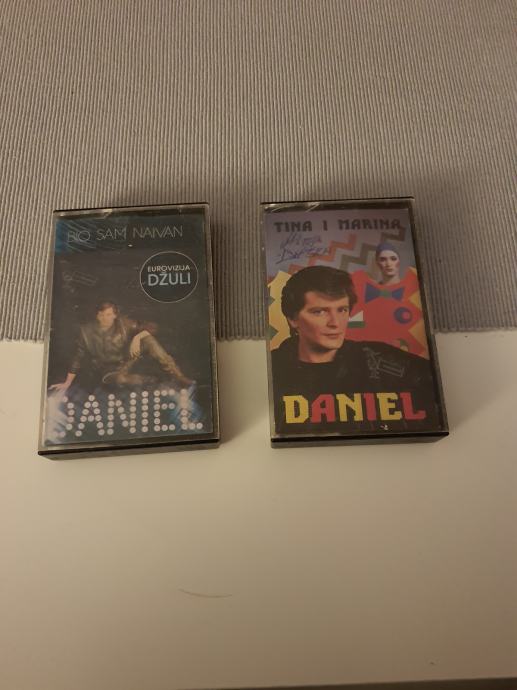 BIO SAM NAIVAN
EUROVIZIJA
DŽULI
DANIEL
TINA I MARINA
DANIEL